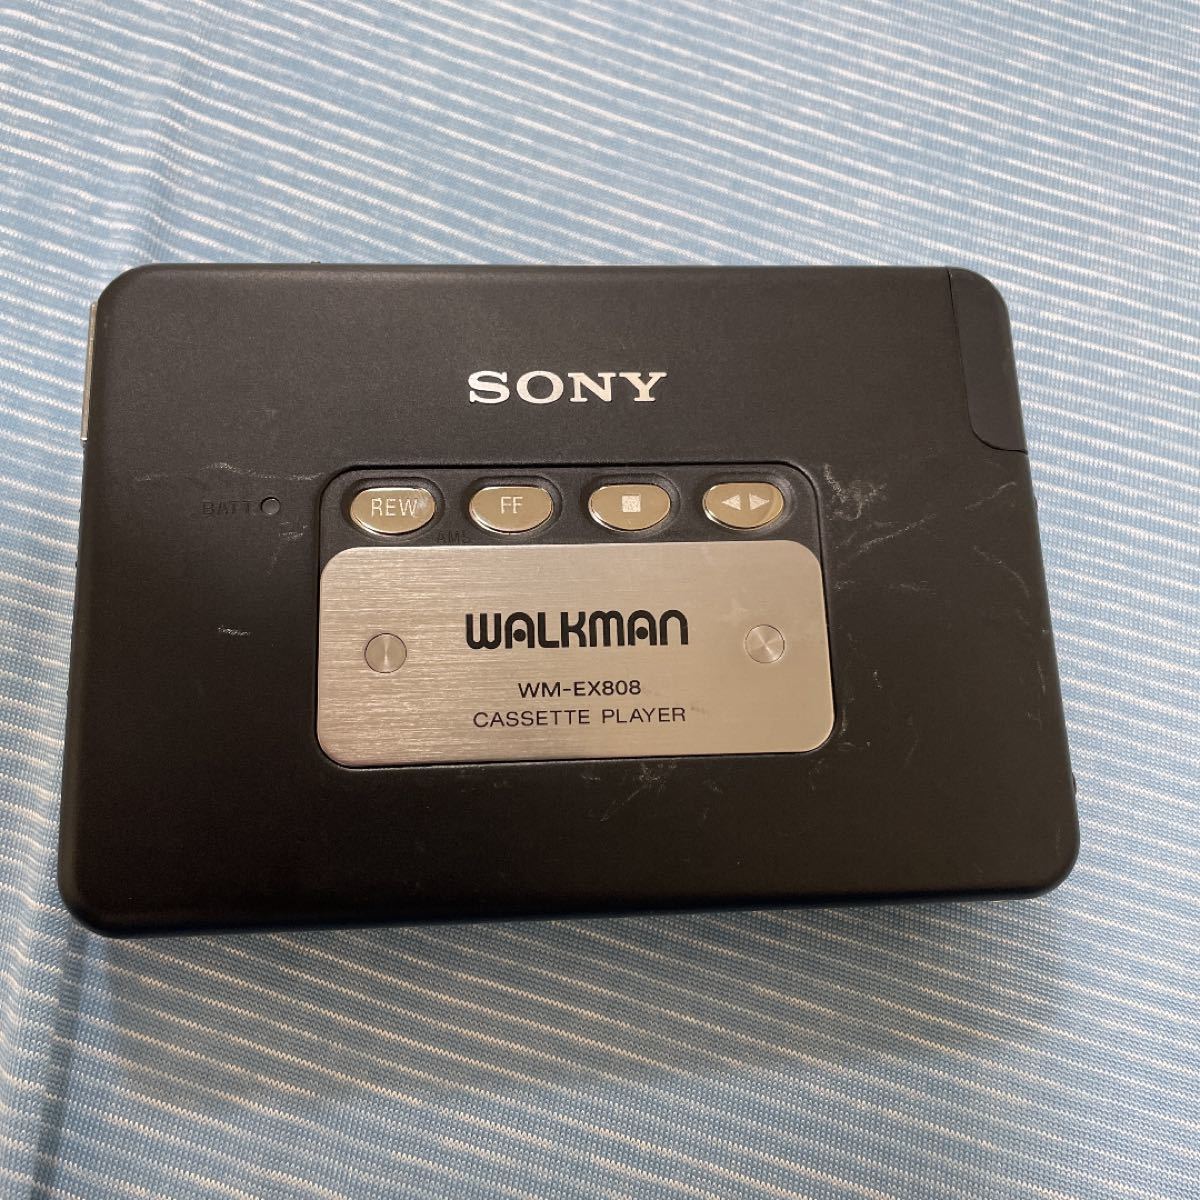 SONY
BATT
REW FF
AMS
WALKMAN
WM-EX808
CASSETTE PLAYER